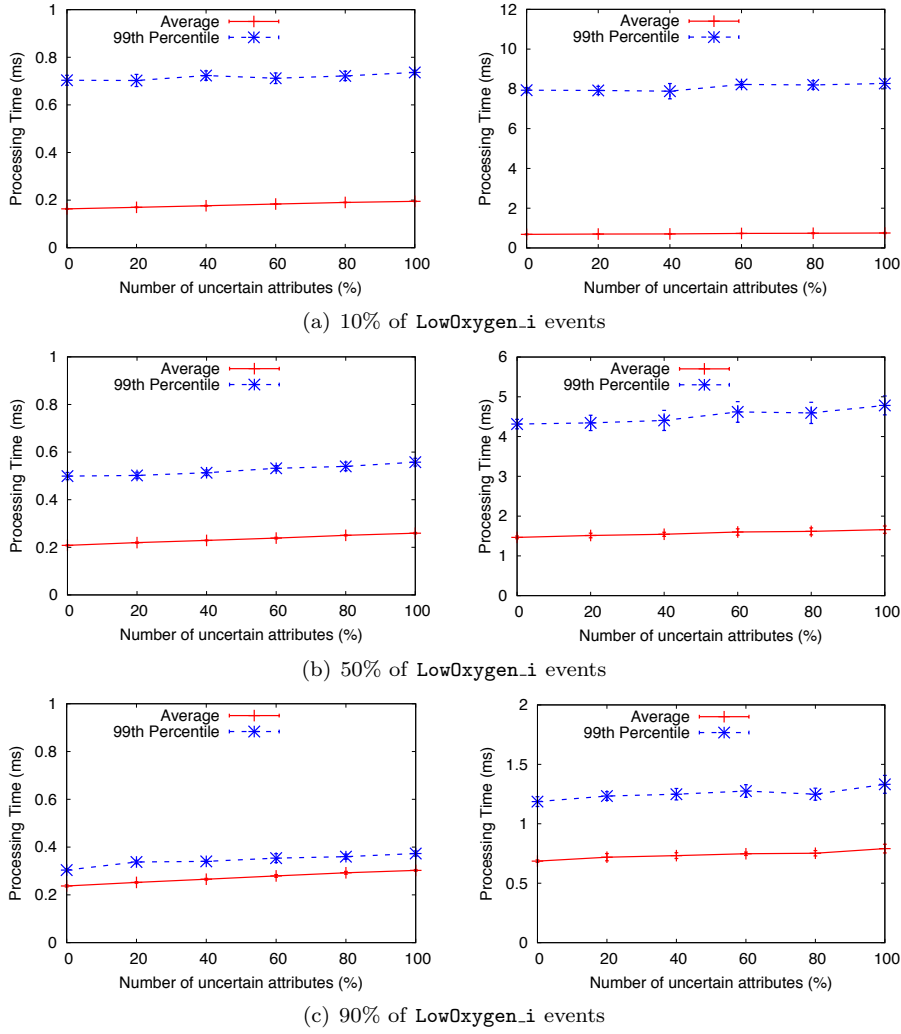 1
0.8
0.6
0.4
0.2
0
0 20 40 60 80 100
Processing Time (ms)
Number of uncertain attributes (%)
Average
99th Percentile
12
10
8
6
4
2
0
0 20 40 60 80 100
Processing Time (ms)
Number of uncertain attributes (%)
Average
99th Percentile
(a) 10% of LowOxygen_i events
1
0.8
0.6
0.4
0.2
0
0 20 40 60 80 100
Processing Time (ms)
Number of uncertain attributes (%)
Average
99th Percentile
6
5
4
3
2
1
0
0 20 40 60 80 100
Processing Time (ms)
Number of uncertain attributes (%)
Average
99th Percentile
(b) 50% of LowOxygen_i events
1
0.8
0.6
0.4
0.2
0
0 20 40 60 80 100
Processing Time (ms)
Number of uncertain attributes (%)
Average
99th Percentile
2
1.5
1
0.5
0
0 20 40 60 80 100
Processing Time (ms)
Number of uncertain attributes (%)
Average
99th Percentile
(c) 90% of LowOxygen_i events